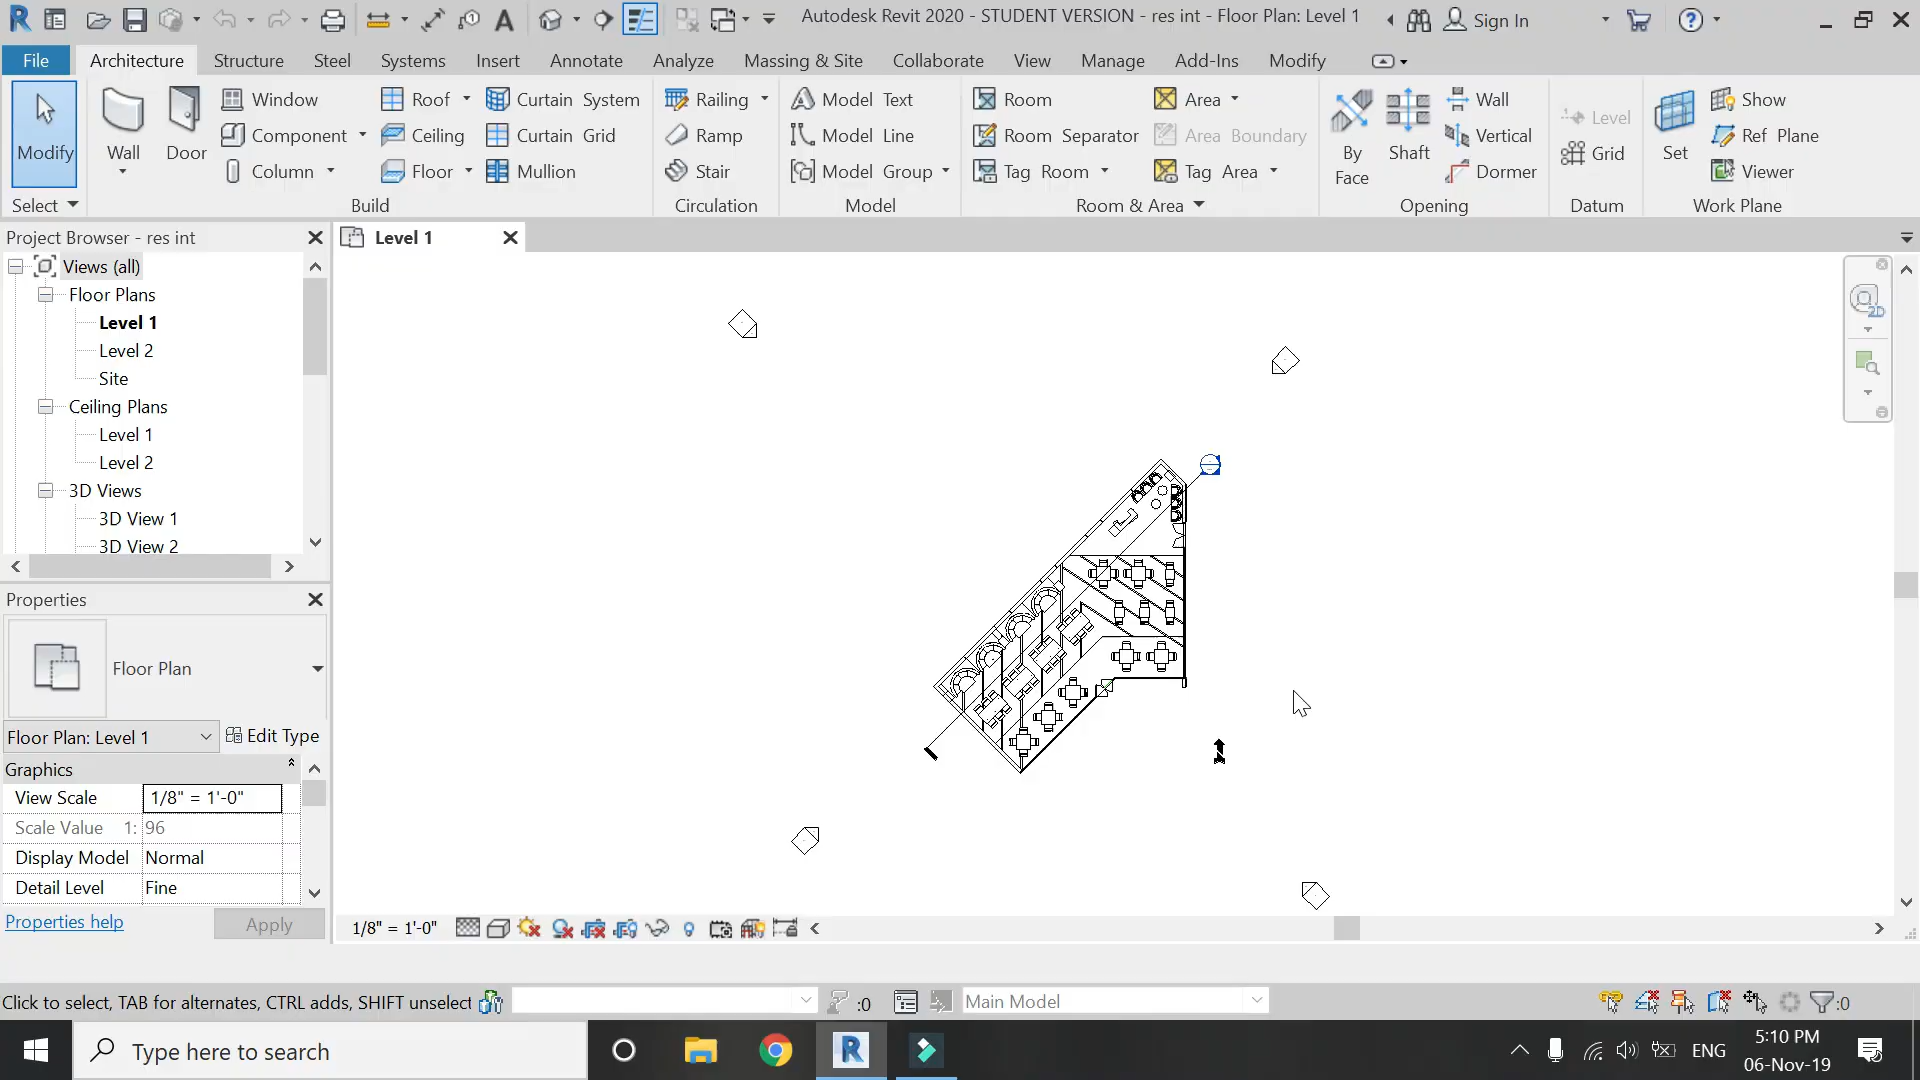 Autodesk Revit 2020 - STUDENT VERSION - res int - Floor Plan: Level 1
Sign In
File Architecture Structure Steel Systems Insert Annotate Analyze Massing & Site Collaborate View Manage Add-Ins Modify
Modify
Wall
Door
Window
Component
Column
Roof
Ceiling
Floor
Curtain System
Curtain Grid
Mullion
Railing
Ramp
Stair
Model Text
Model Line
Model Group
Room
Room Separator
Tag Room
Area
Area Boundary
Tag Area
By
Face
Shaft
Wall
Vertical
Dormer
Level
Grid
Set
Show
Ref Plane
Viewer
Select Build Circulation Model Room & Area Opening Datum Work Plane
Project Browser - res int
Level 1
Views (all)
Floor Plans
Level 1
Level 2
Site
Ceiling Plans
Level 1
Level 2
3D Views
3D View 1
3D View 2
2D
Properties
Floor Plan
Floor Plan: Level 1
Edit Type
Graphics
View Scale 1/8" = 1'-0"
Scale Value 1: 96
Display Model Normal
Detail Level Fine
Properties help
Apply
1/8" = 1'-0"
Click to select, TAB for alternates, CTRL adds, SHIFT unselect
:0
Main Model
:0
Type here to search
ENG
5:10 PM
06-Nov-19